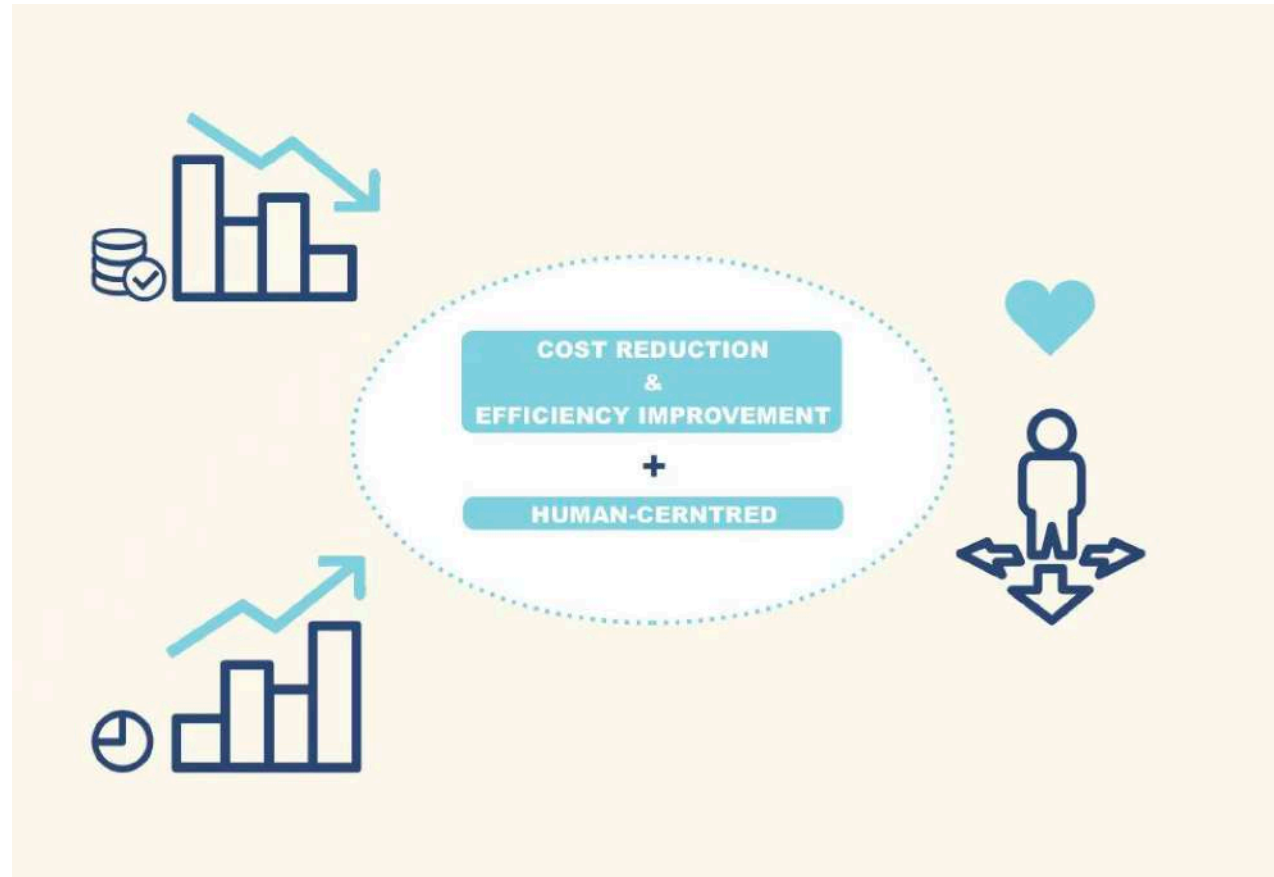 COST REDUCTION
&
EFFICIENCY IMPROVEMENT
+
HUMAN-CERNTRED